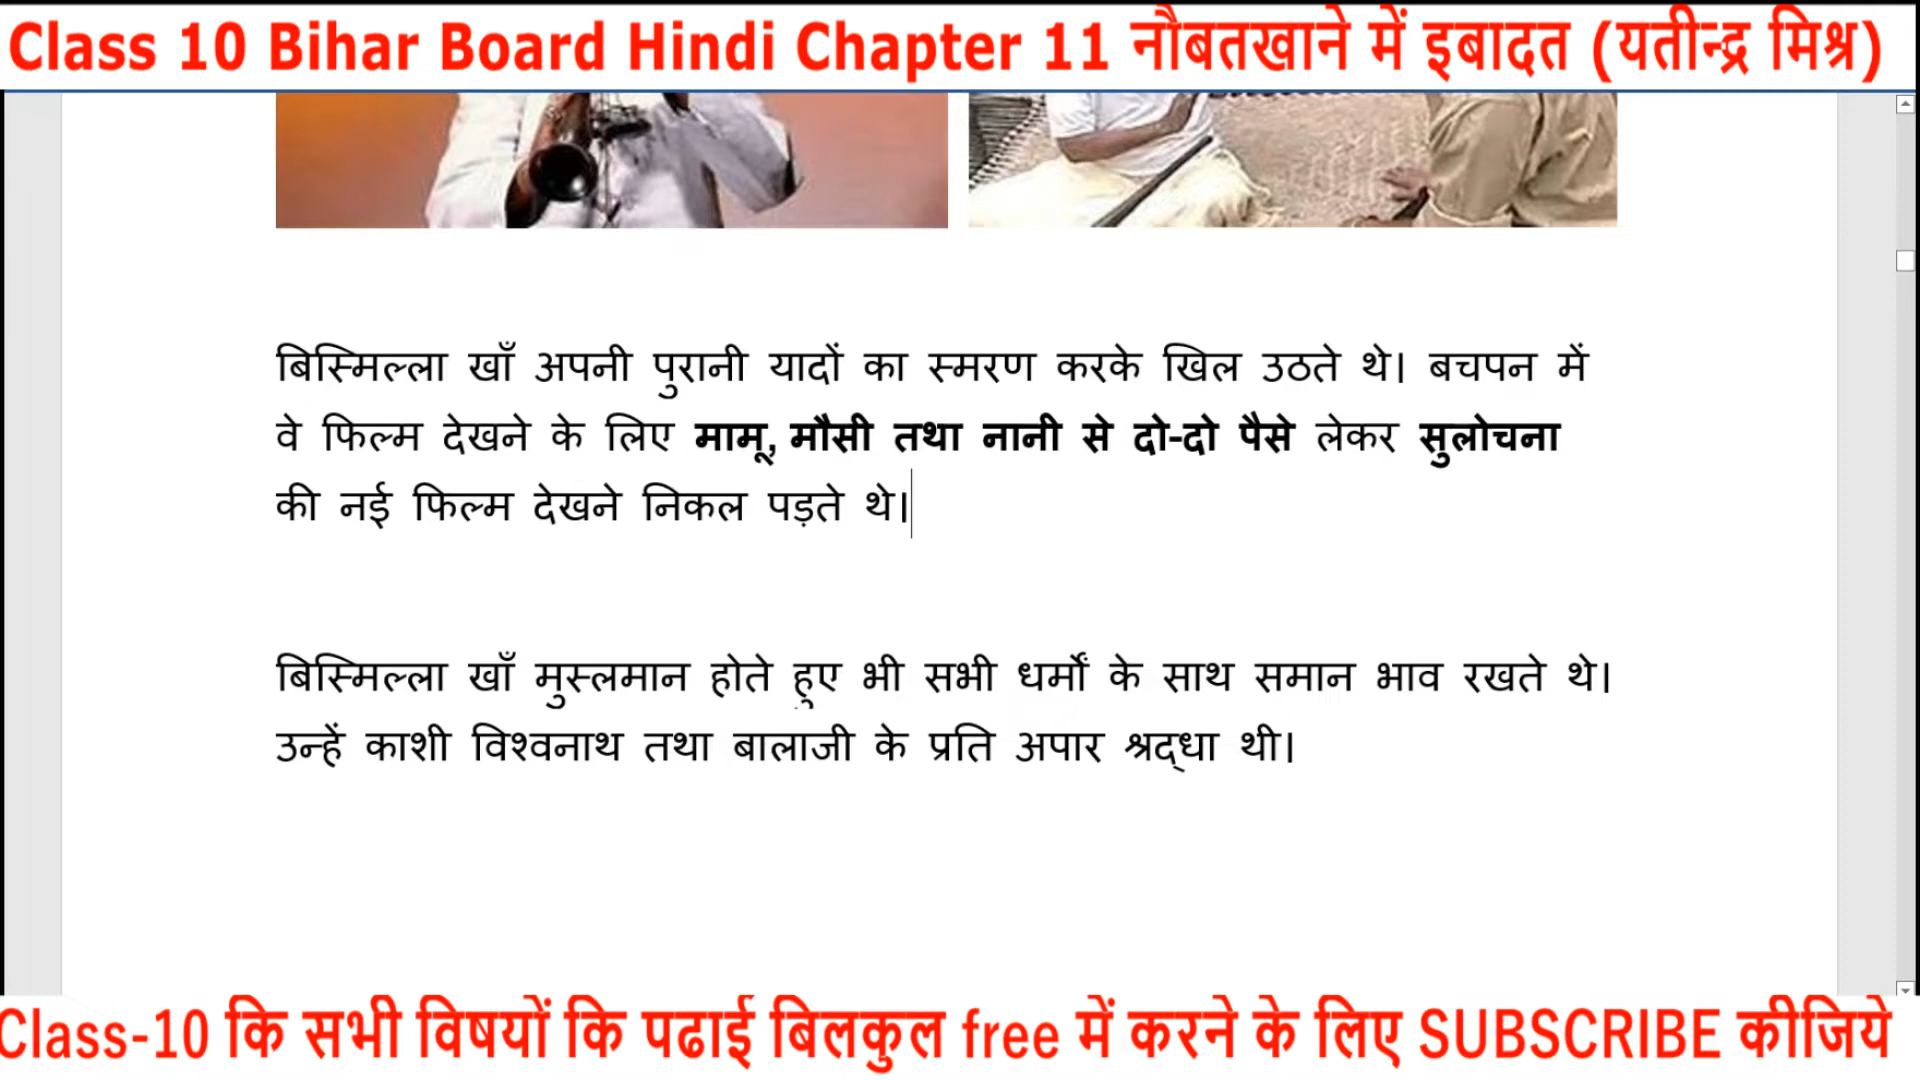 Class 10 Bihar Board Hindi Chapter 11 नौबतखाने में इबादत (यतीन्द्र मिश्र)
बिस्मिल्ला खाँ अपनी पुरानी यादों का स्मरण करके खिल उठते थे। बचपन में
वे फिल्म देखने के लिए मामू, मौसी तथा नानी से दो-दो पैसे लेकर सुलोचना
की नई फिल्म देखने निकल पड़ते थे।
बिस्मिल्ला खाँ मुस्लमान होते हुए भी सभी धर्मों के साथ समान भाव रखते थे।
उन्हें काशी विश्वनाथ तथा बालाजी के प्रति अपार श्रद्धा थी।
Class-10 कि सभी विषयों कि पढाई बिलकुल free में करने के लिए SUBSCRIBE कीजिये